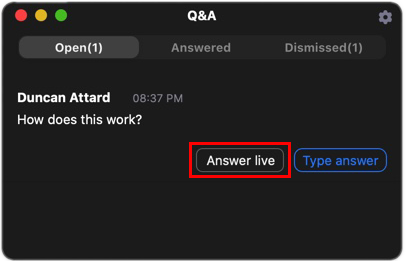 Q&A
Open(1) Answered Dismissed(1)
Duncan Attard 08:37 PM
How does this work?
Answer live Type answer